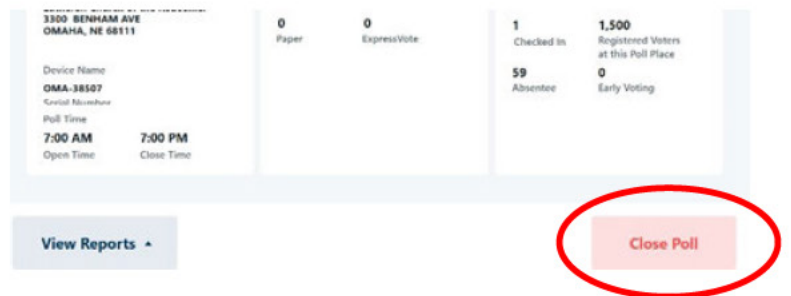 3300 BENHAM AVE
OMAHA, NE 68111
Device Name
OMA-38507
Serial Number
Poll Time
7:00 AM 7:00 PM
Open Time Close Time
0 0
Paper ExpressVote
1 1,500
Checked In Registered Voters
at this Poll Place
59 0
Absentee Early Voting
View Reports
Close Poll